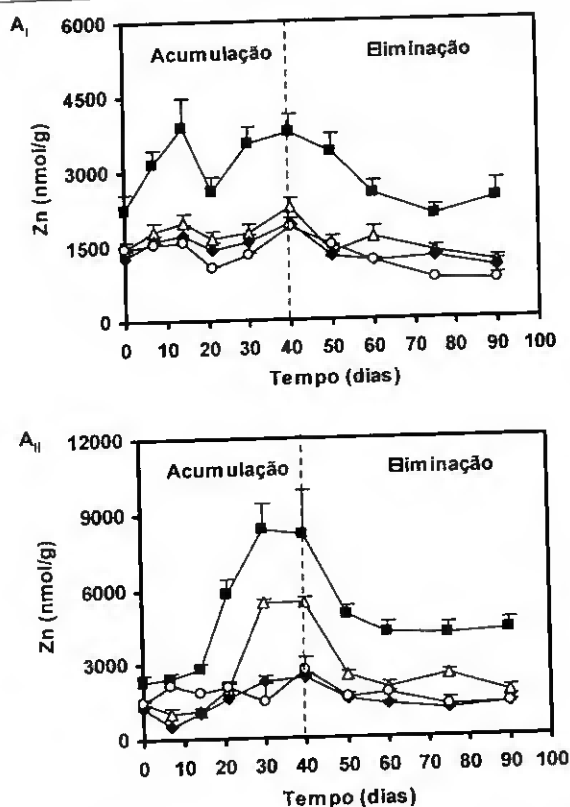 A_I
6000
4500
3000
1500
0
Zn (nmol/g)
Acumulação
Eliminação
0 10 20 30 40 50 60 70 80 90 100
Tempo (dias)
A_II
12000
9000
6000
3000
0
Zn (nmol/g)
Acumulação
Eliminação
0 10 20 30 40 50 60 70 80 90 100
Tempo (dias)